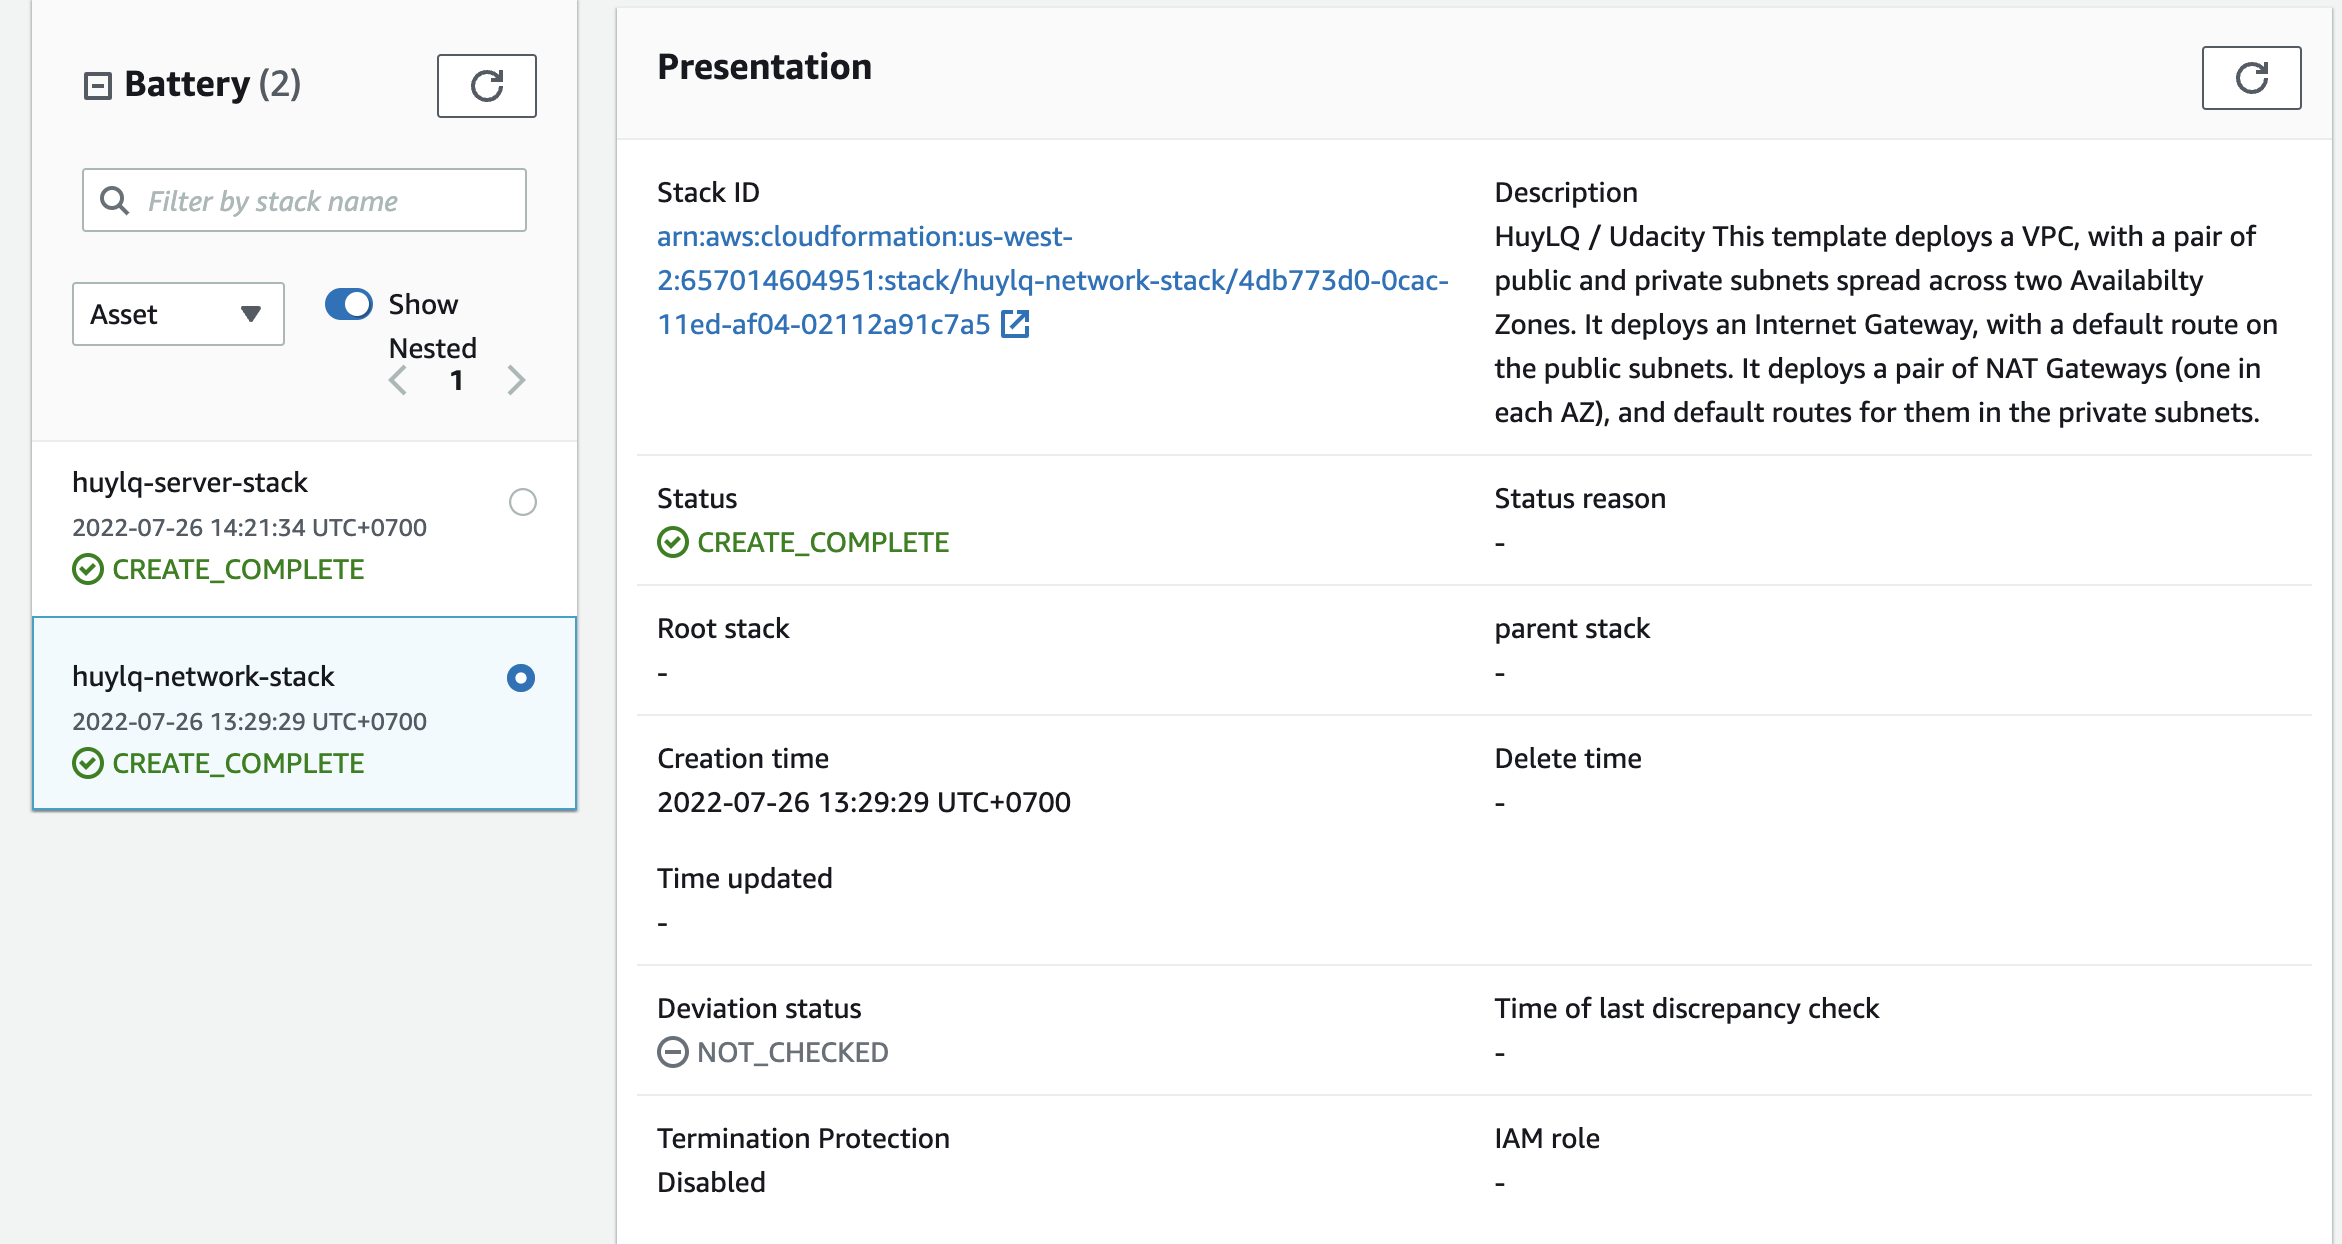 Battery (2)
Filter by stack name
Asset
Show
Nested
1
huylq-server-stack
2022-07-26 14:21:34 UTC+0700
CREATE_COMPLETE
huylq-network-stack
2022-07-26 13:29:29 UTC+0700
CREATE_COMPLETE
Presentation
Stack ID
arn:aws:cloudformation:us-west-
2:657014604951:stack/huylq-network-stack/4db773d0-0cac-
11ed-af04-02112a91c7a5
Description
HuyLQ / Udacity This template deploys a VPC, with a pair of
public and private subnets spread across two Availabilty
Zones. It deploys an Internet Gateway, with a default route on
the public subnets. It deploys a pair of NAT Gateways (one in
each AZ), and default routes for them in the private subnets.
Status
CREATE_COMPLETE
Status reason
-
Root stack
-
parent stack
-
Creation time
2022-07-26 13:29:29 UTC+0700
Delete time
-
Time updated
-
Deviation status
NOT_CHECKED
Time of last discrepancy check
-
Termination Protection
Disabled
IAM role
-